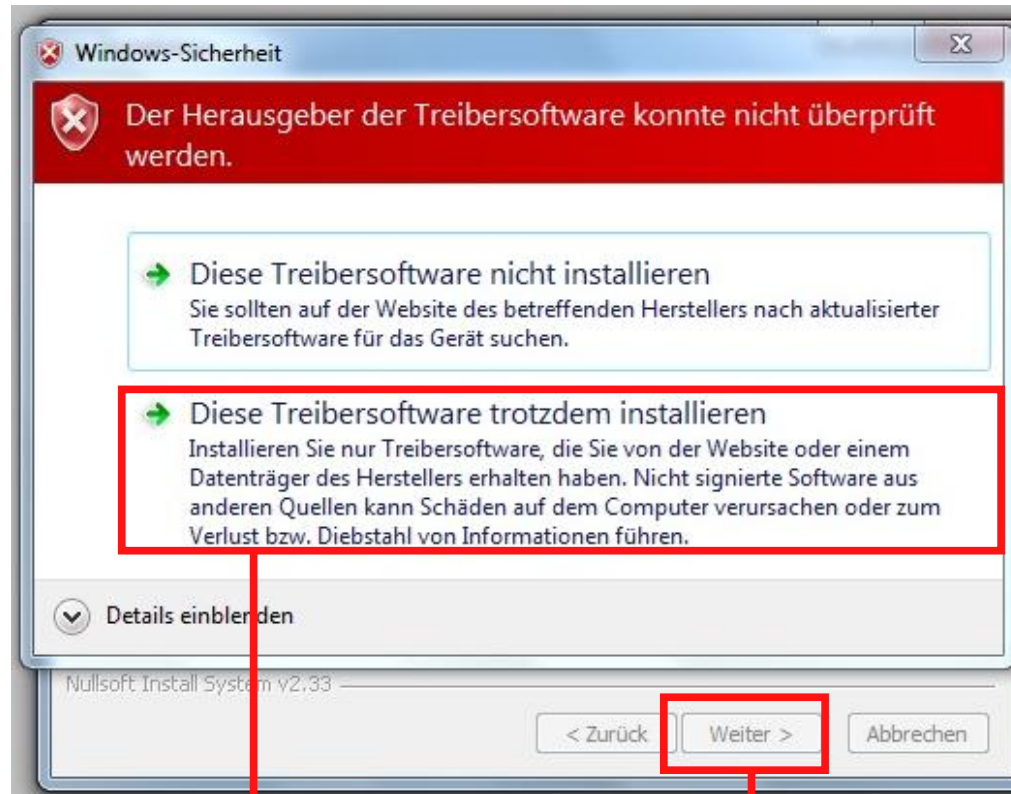 Windows-Sicherheit
Der Herausgeber der Treibersoftware konnte nicht überprüft
werden.
Diese Treibersoftware nicht installieren
Sie sollten auf der Website des betreffenden Herstellers nach aktualisierter
Treibersoftware für das Gerät suchen.
Diese Treibersoftware trotzdem installieren
Installieren Sie nur Treibersoftware, die Sie von der Website oder einem
Datenträger des Herstellers erhalten haben. Nicht signierte Software aus
anderen Quellen kann Schäden auf dem Computer verursachen oder zum
Verlust bzw. Diebstahl von Informationen führen.
Details einblenden
Nullsoft Install System v2.33
< Zurück Weiter > Abbrechen